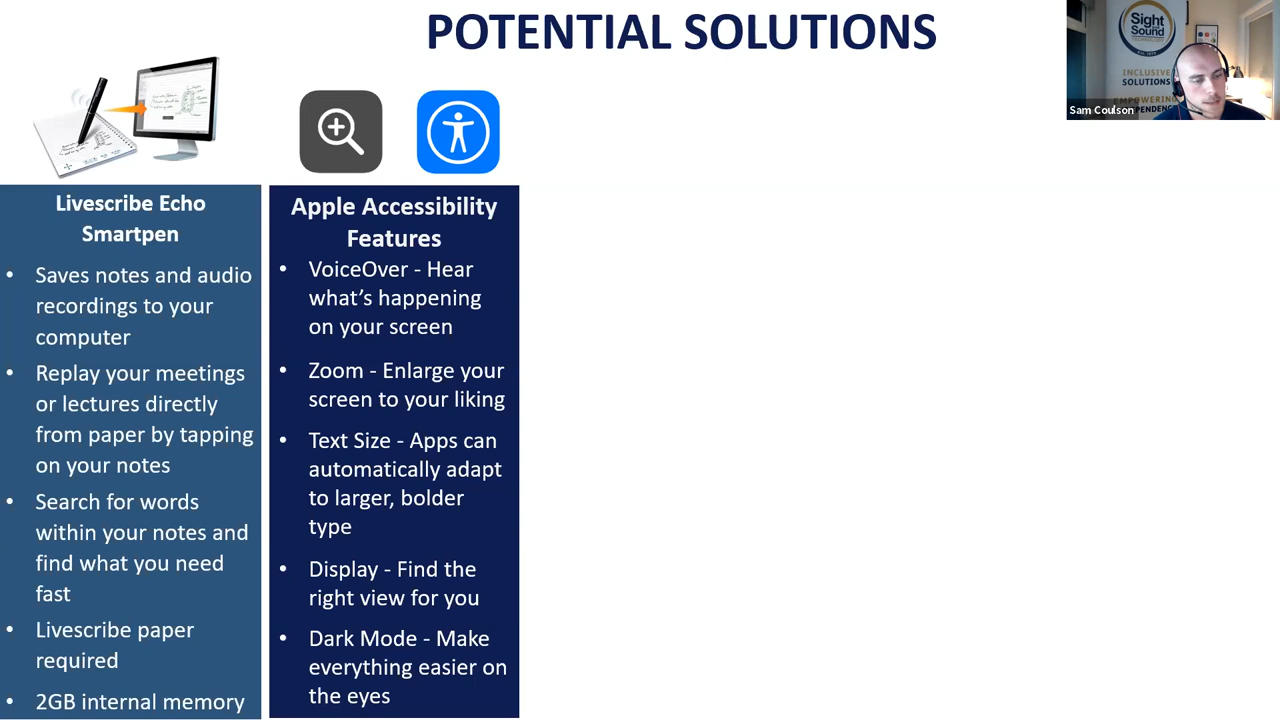 POTENTIAL SOLUTIONS
Sight
Sound
INCLUSIVE
SOLUTIONS
EMPOWERING
Sam Coulson
Livescribe Echo
Smartpen
• Saves notes and audio
recordings to your
computer
• Replay your meetings
or lectures directly
from paper by tapping
on your notes
• Search for words
within your notes and
find what you need
fast
• Livescribe paper
required
• 2GB internal memory
Apple Accessibility
Features
• VoiceOver - Hear
what's happening
on your screen
• Zoom - Enlarge your
screen to your liking
• Text Size - Apps can
automatically adapt
to larger, bolder
type
• Display - Find the
right view for you
• Dark Mode - Make
everything easier on
the eyes